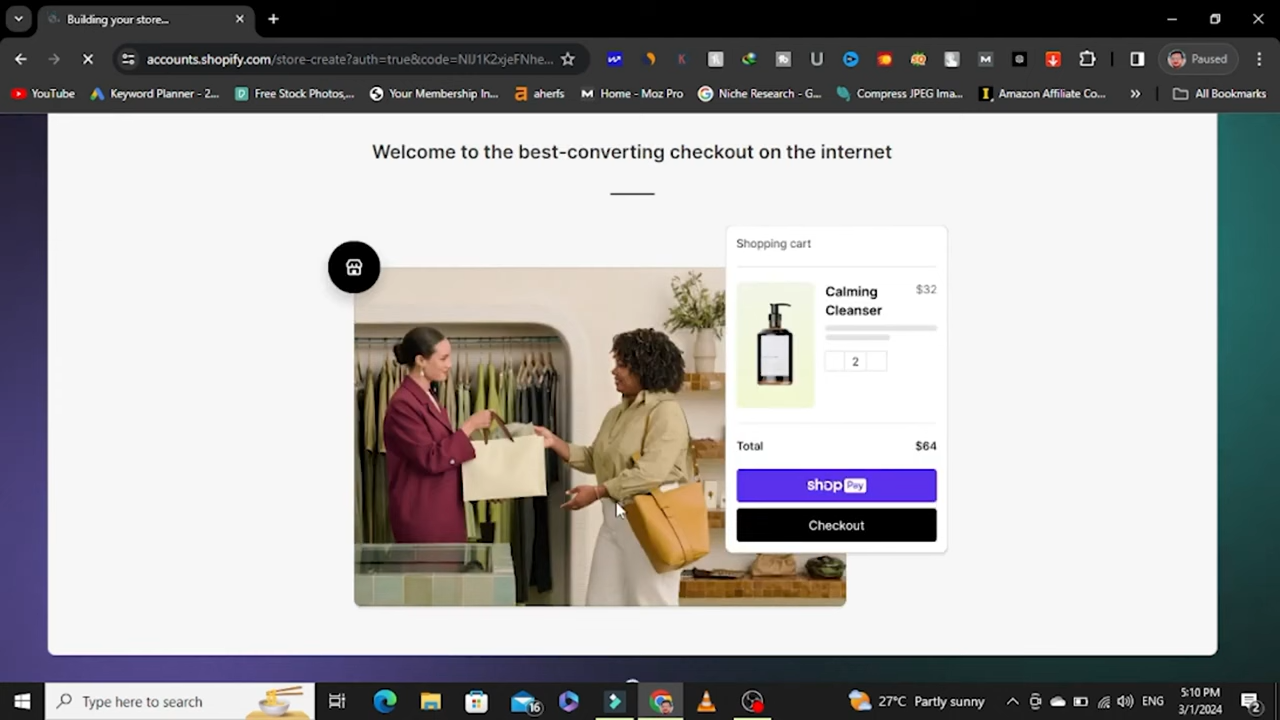 Building your store...
accounts.shopify.com/store-create?auth=true&code=NIJ1K2xjeFNhe...
Paused
YouTube
Keyword Planner - 2...
Free Stock Photos,...
Your Membership In...
aherfs
Home - Moz Pro
Niche Research - G...
Compress JPEG Ima...
Amazon Affiliate Co...
All Bookmarks
Welcome to the best-converting checkout on the internet
Shopping cart
Calming
Cleanser
$32
2
Total
$64
shop Pay
Checkout
Type here to search
16
27°C Partly sunny
ENG
5:10 PM
3/1/2024
2